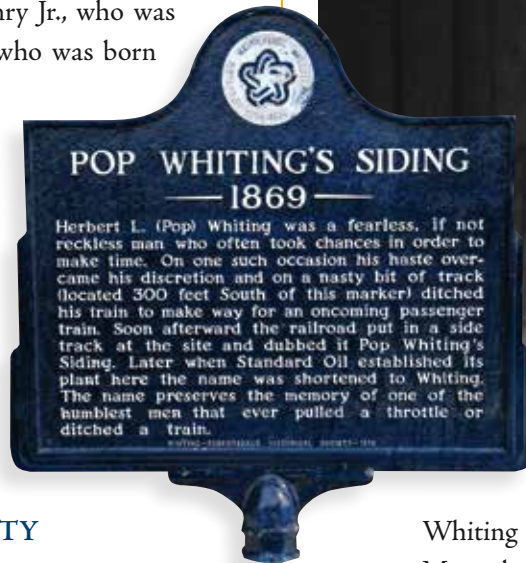 nry Jr., who was
who was born
POP WHITING'S SIDING
1869
Herbert L. (Pop) Whiting was a fearless, if not
reckless man who often took chances in order to
make time. On one such occasion his haste over-
came his discretion and on a nasty bit of track
(located 300 feet South of this marker) ditched
his train to make way for an oncoming passenger
train. Soon afterward the railroad put in a side
track at the site and dubbed it Pop Whiting's
Siding. Later when Standard Oil established its
plant here the name was shortened to Whiting.
The name preserves the memory of one of the
humblest men that ever pulled a throttle or
ditched a train.
HISTORICAL SOCIETY
TY
Whiting